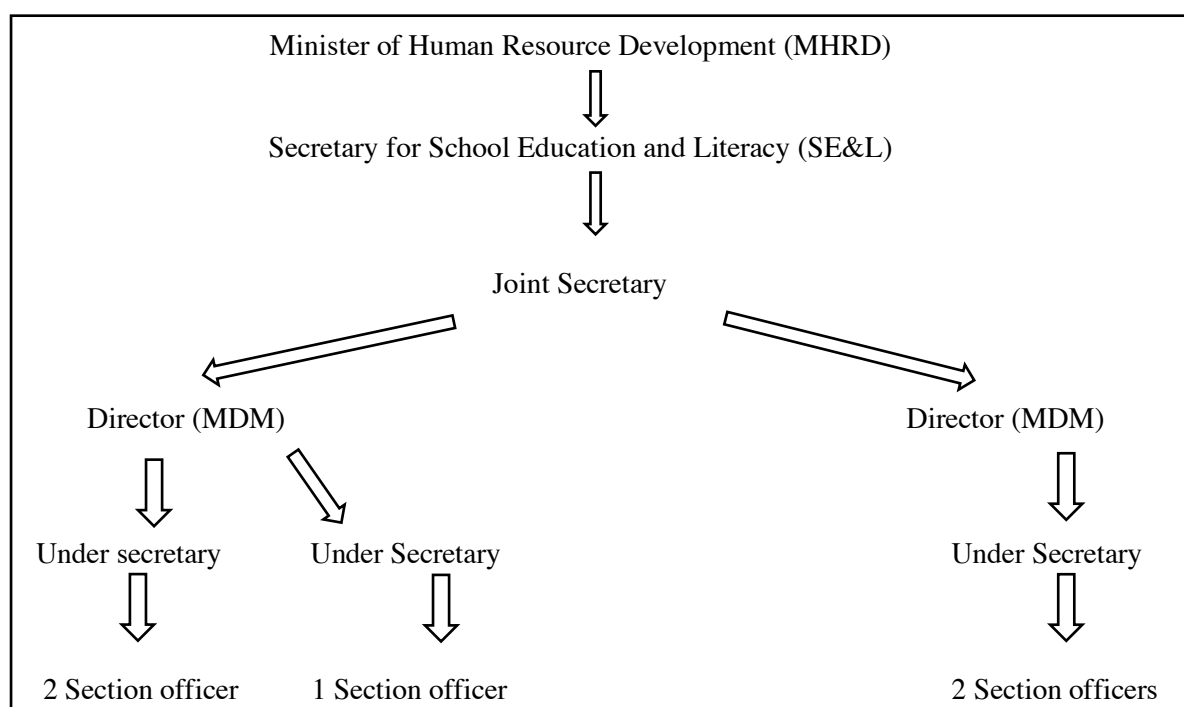 Minister of Human Resource Development (MHRD)
Secretary for School Education and Literacy (SE&L)
Joint Secretary
Director (MDM)
Director (MDM)
Under secretary
Under Secretary
Under Secretary
2 Section officer
1 Section officer
2 Section officers